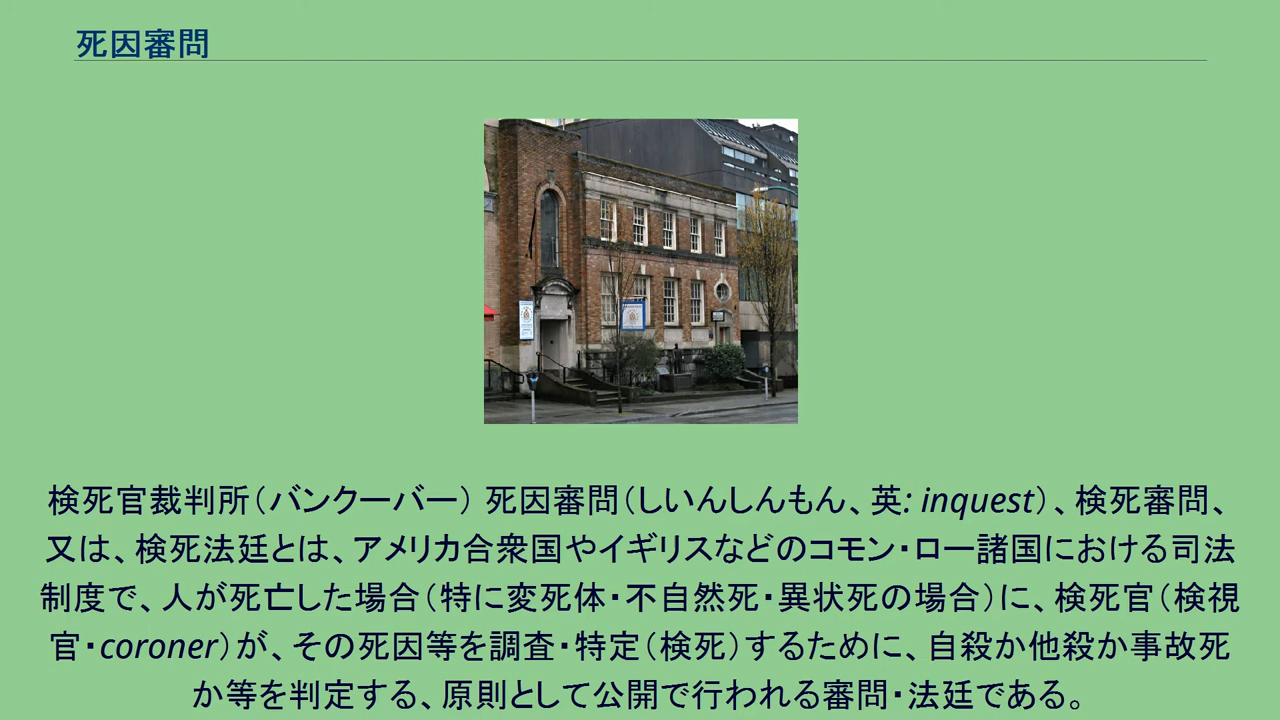 死因審問
検死官裁判所（バンクーバー） 死因審問（しいんしんもん、英: inquest）、検死審問、
又は、検死法廷とは、アメリカ合衆国やイギリスなどのコモン・ロー諸国における司法
制度で、人が死亡した場合（特に変死体・不自然死・異状死の場合）に、検死官（検視
官・coroner）が、その死因等を調査・特定（検死）するために、自殺か他殺か事故死
か等を判定する、原則として公開で行われる審問・法廷である。